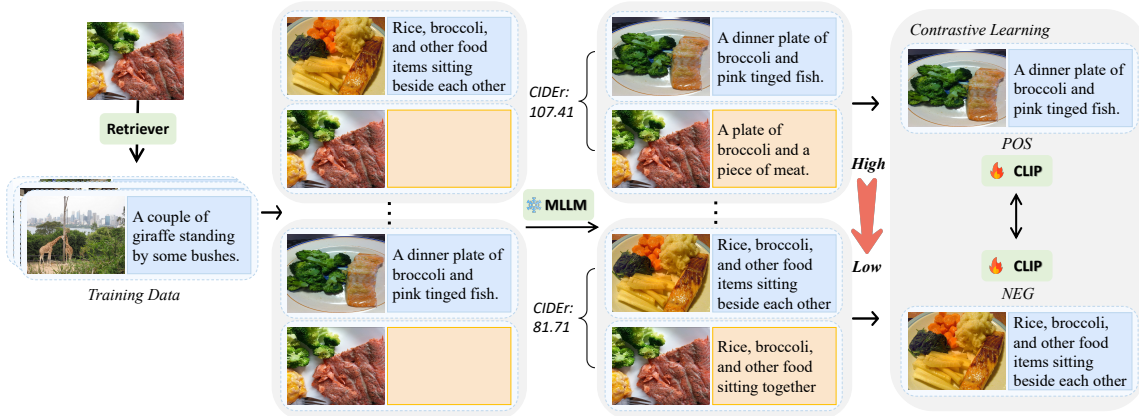 Retriever
A couple of
giraffe standing
by some bushes.
Training Data
Rice, broccoli,
and other food
items sitting
beside each other
A dinner plate of
broccoli and
pink tinged fish.
CIDEr:
107.41
MLLM
CIDEr:
81.71
A dinner plate of
broccoli and
pink tinged fish.
A plate of
broccoli and a
piece of meat.
Rice, broccoli,
and other food
items sitting
beside each other
Rice, broccoli,
and other food
sitting together
High
Low
Contrastive Learning
A dinner plate of
broccoli and
pink tinged fish.
POS
CLIP
CLIP
NEG
Rice, broccoli,
and other food
items sitting
beside each other